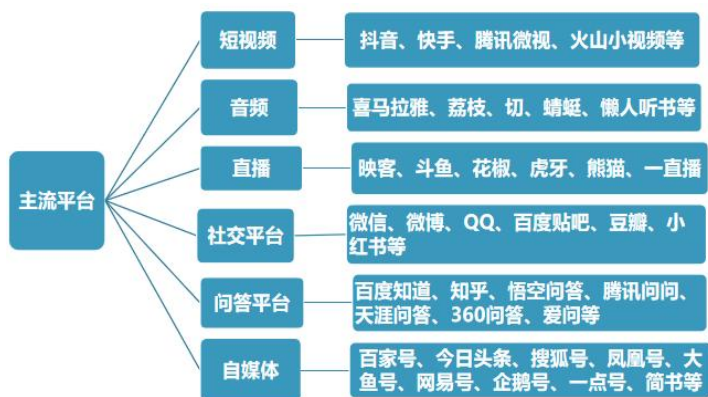 主流平台
短视频
抖音、快手、腾讯微视、火山小视频等
音频
喜马拉雅、荔枝、切、蜻蜓、懒人听书等
直播
映客、斗鱼、花椒、虎牙、熊猫、一直播
社交平台
微信、微博、QQ、百度贴吧、豆瓣、小
红书等
问答平台
百度知道、知乎、悟空问答、腾讯问问、
天涯问答、360问答、爱问等
自媒体
百家号、今日头条、搜狐号、凤凰号、大
鱼号、网易号、企鹅号、一点号、简书等